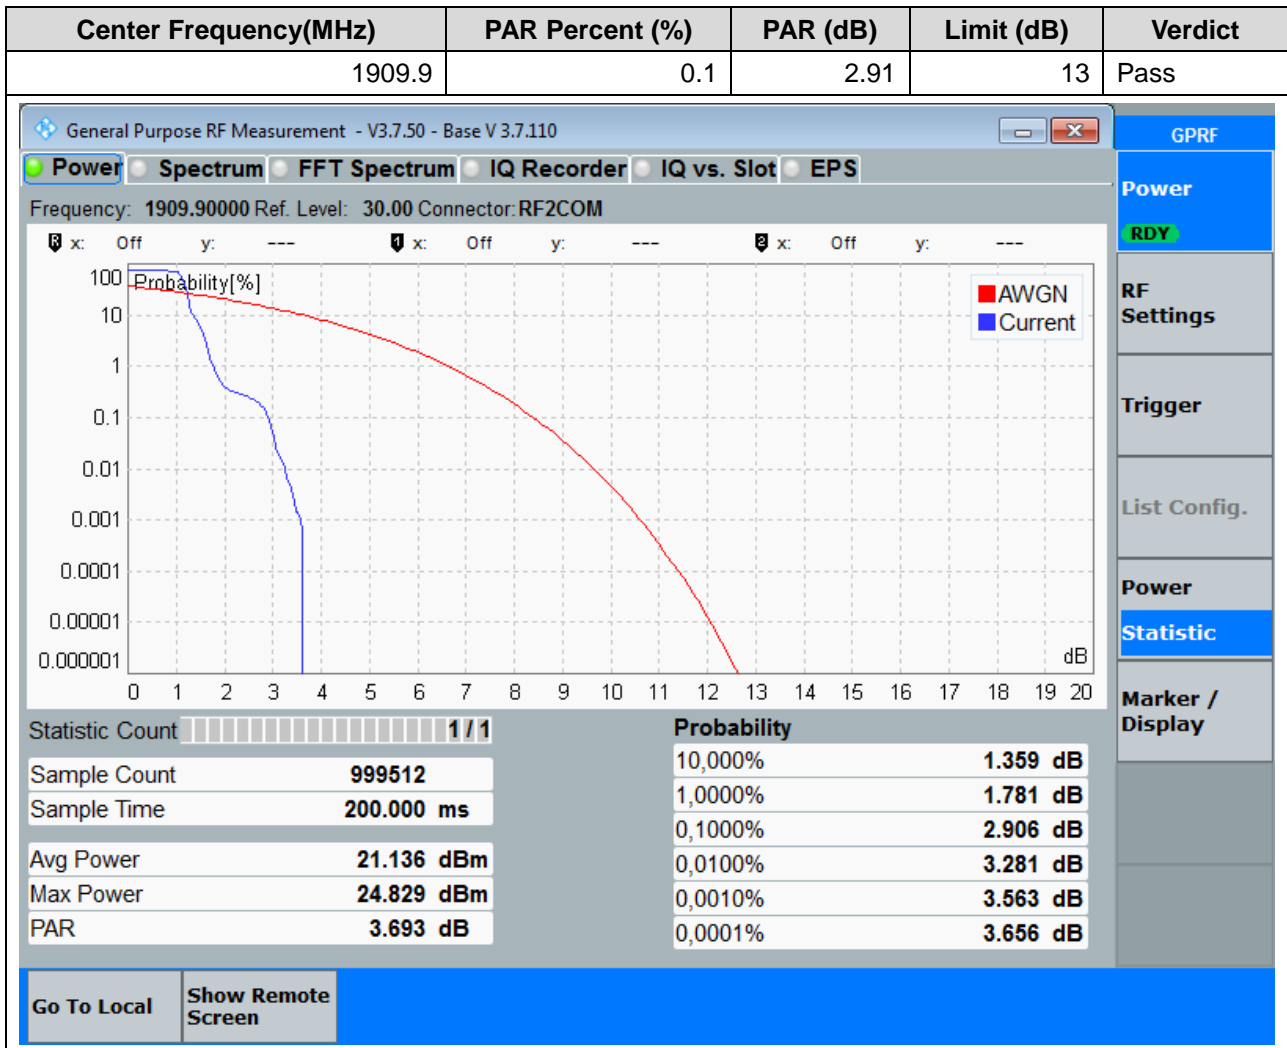 Center Frequency(MHz) PAR Percent (%) PAR (dB) Limit (dB) Verdict
1909.9 0.1 2.91 13 Pass
General Purpose RF Measurement - V3.7.50 - Base V 3.7.110
GPRF
Power Spectrum FFT Spectrum IQ Recorder IQ vs. Slot EPS
Power
RDY
Frequency: 1909.90000 Ref. Level: 30.00 Connector: RF2COM
R x: Off y: --- 1 x: Off y: --- 2 x: Off y: ---
Probability[%]
AWGN
Current
100
10
1
0.1
0.01
0.001
0.0001
0.00001
0.000001
dB
0 1 2 3 4 5 6 7 8 9 10 11 12 13 14 15 16 17 18 19 20
RF
Settings
Trigger
List Config.
Power
Statistic
Marker /
Display
Statistic Count 1 / 1
Sample Count 999512
Sample Time 200.000 ms
Avg Power 21.136 dBm
Max Power 24.829 dBm
PAR 3.693 dB
Probability
10,000% 1.359 dB
1,0000% 1.781 dB
0,1000% 2.906 dB
0,0100% 3.281 dB
0,0010% 3.563 dB
0,0001% 3.656 dB
Go To Local
Show Remote
Screen